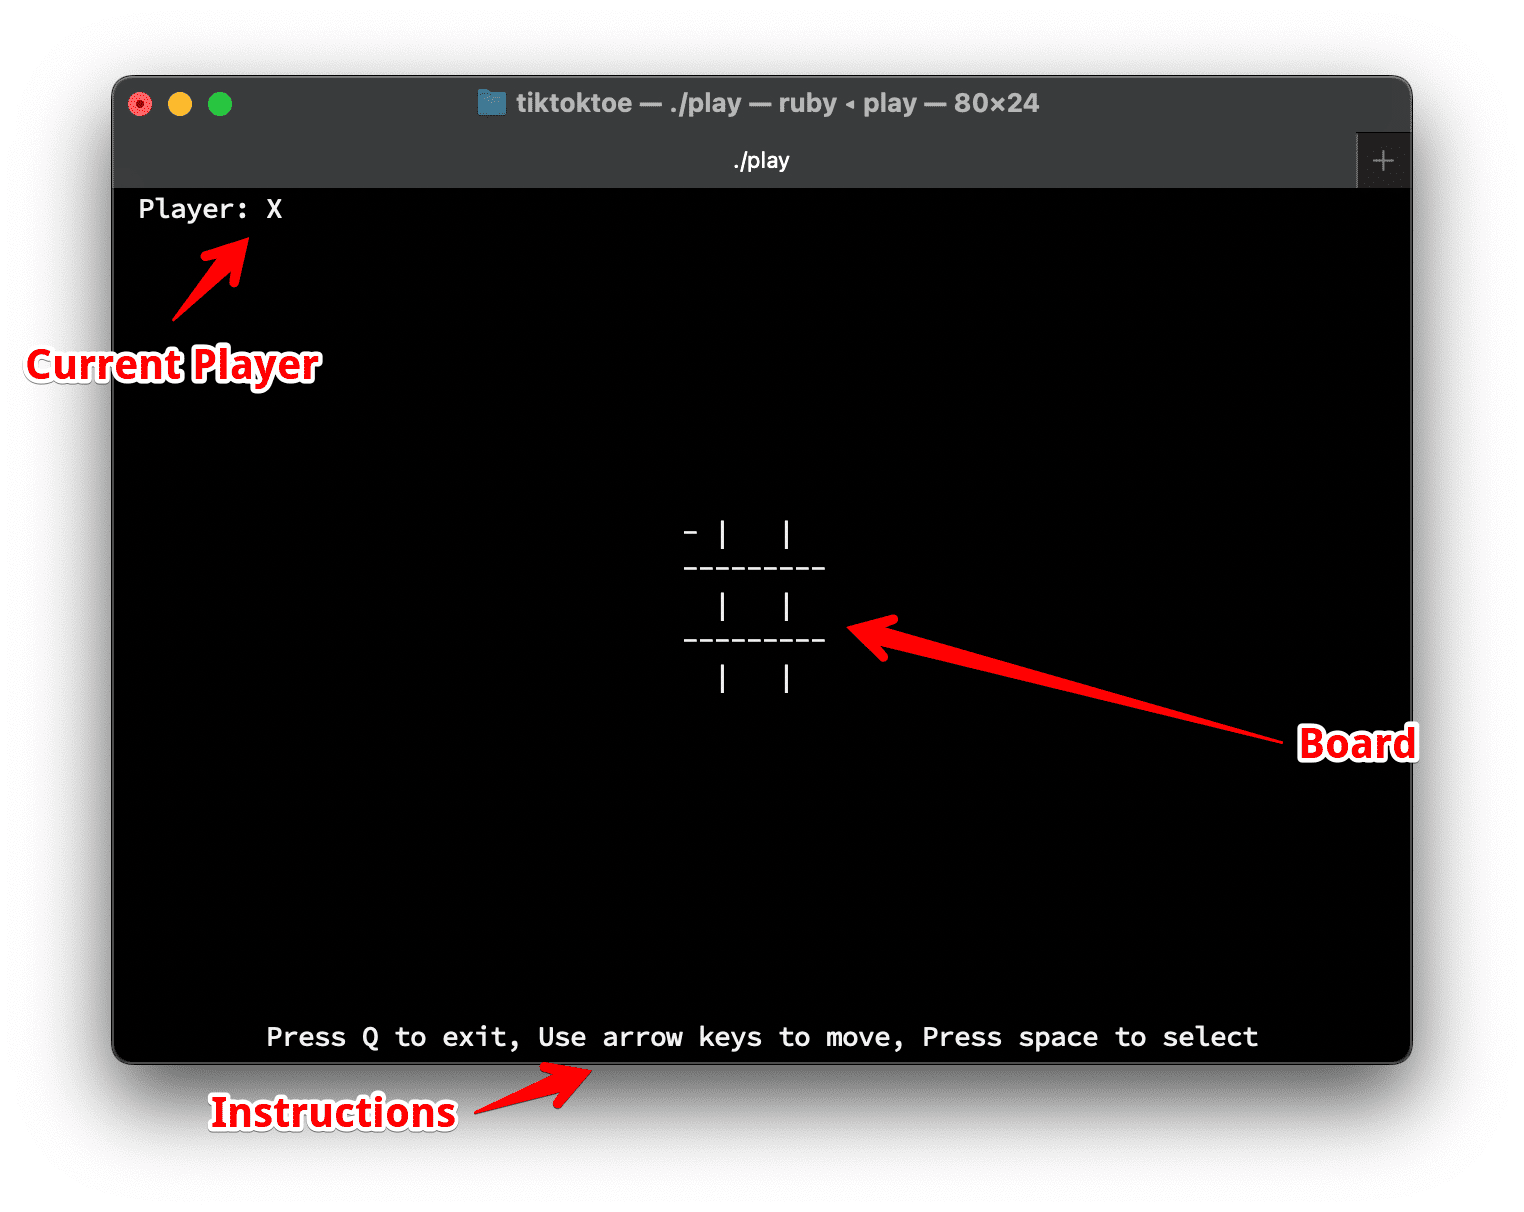 tiktoktoe — ./play — ruby ◂ play — 80×24
./play
Player: X
Current Player
- |   |
---------
  |   |
---------
  |   |
Board
Press Q to exit, Use arrow keys to move, Press space to select
Instructions